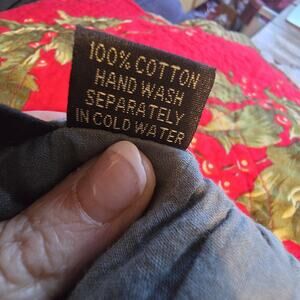 100% COTTON
HAND WASH
SEPARATELY
IN COLD WATER